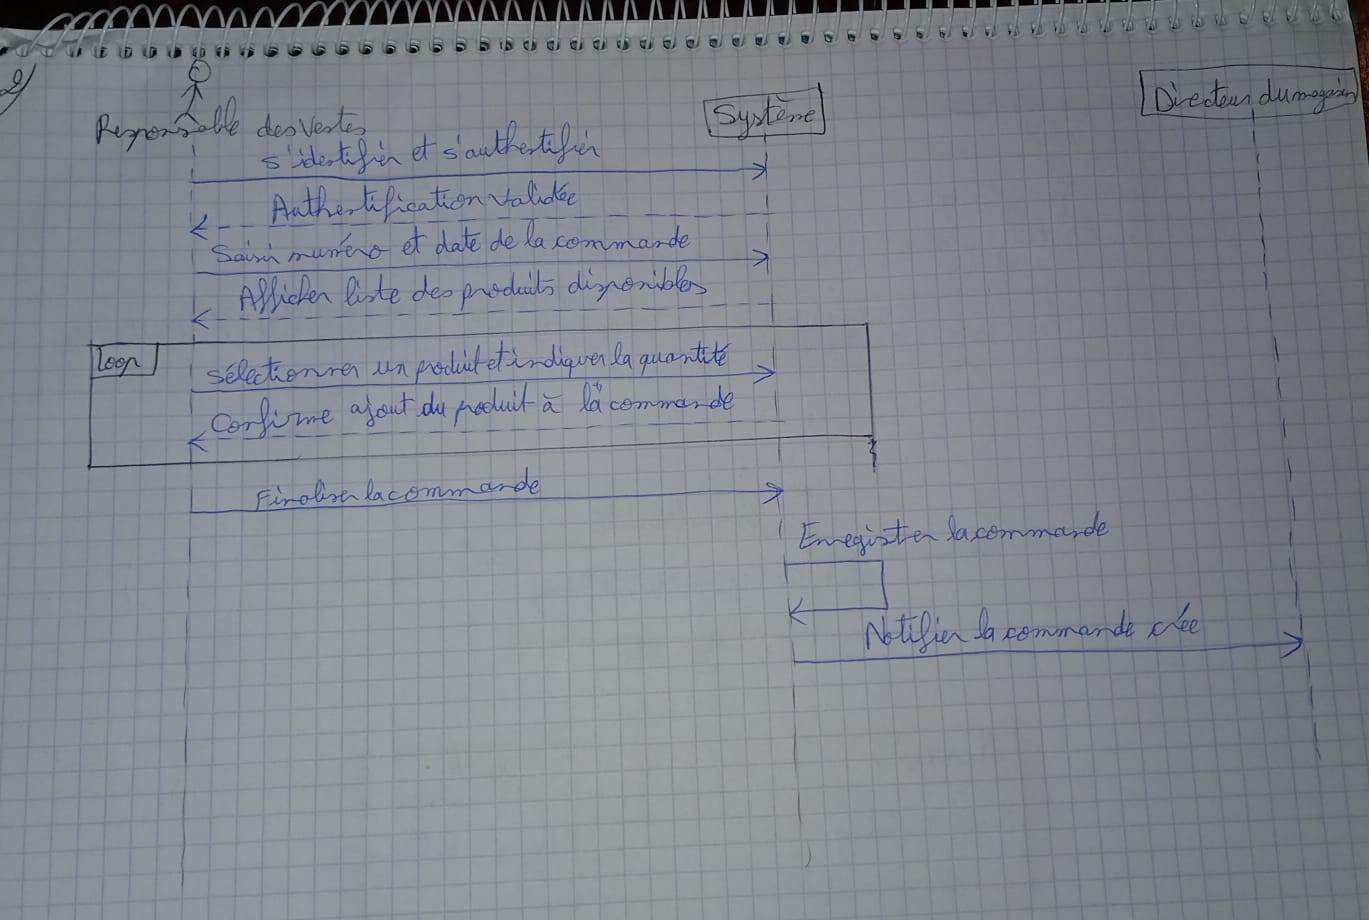 2)
Responsable des Ventes
Système
Directeur du magasin
s'identifier et s'authentifier
Authentification validée
Saisir numéro et date de la commande
Afficher liste des produits disponibles
loop
sélectionner un produit et indiquer la quantité
Confirme ajout du produit à la commande
Finaliser la commande
Enregister la commande
Notifier la commande crée